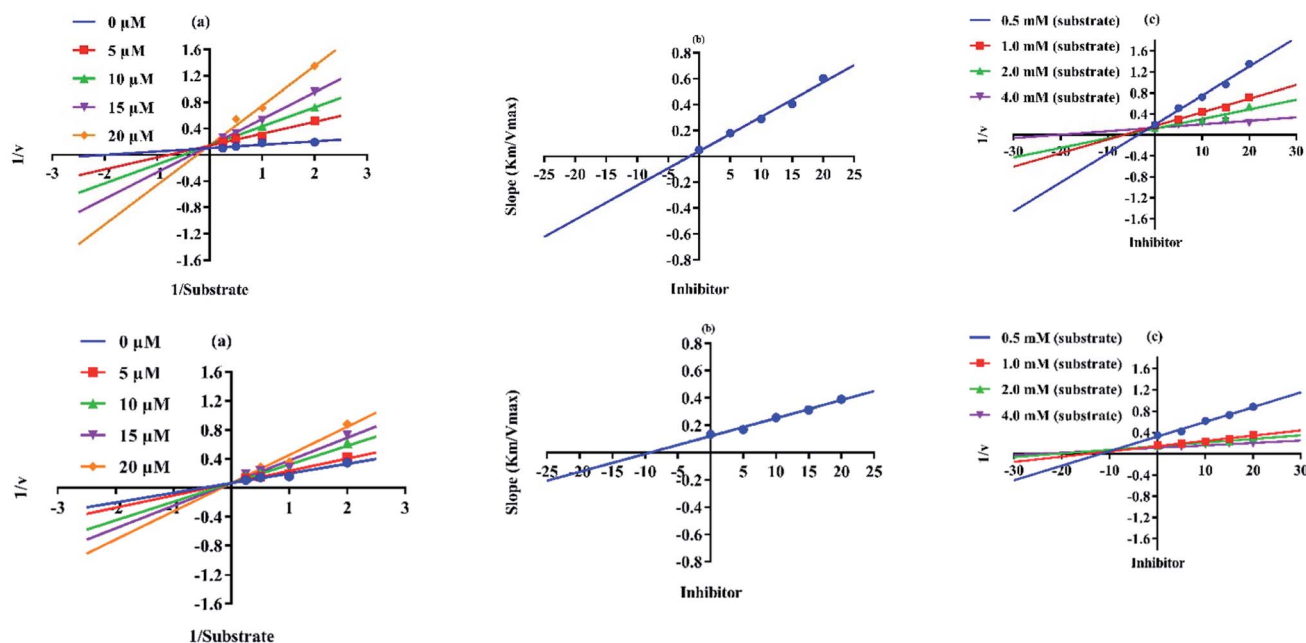 0 µM
5 µM
10 µM
15 µM
20 µM
(a)
1.6
1.2
0.8
0.4
-3 -2 -1 1 2 3
-0.4
-0.8
-1.2
-1.6
1/v
1/Substrate
(b)
0.8
0.6
0.4
0.2
-25 -20 -15 -10 -5 0 5 10 15 20 25
-0.2
-0.4
-0.6
-0.8
Slope (Km/Vmax)
Inhibitor
0.5 mM (substrate)
1.0 mM (substrate)
2.0 mM (substrate)
4.0 mM (substrate)
(c)
1.6
1.2
0.8
0.4
-30 -20 -10 0 10 20 30
-0.4
-0.8
-1.2
-1.6
1/v
Inhibitor
0 µM
5 µM
10 µM
15 µM
20 µM
(a)
1.6
1.2
0.8
0.4
-3 -2 -1 1 2 3
-0.4
-0.8
-1.2
-1.6
1/v
1/Substrate
(b)
0.8
0.6
0.4
0.2
-25 -20 -15 -10 -5 0 5 10 15 20 25
-0.2
-0.4
-0.6
-0.8
Slope (Km/V/Vmax)
Inhibitor
0.5 mM (substrate)
1.0 mM (substrate)
2.0 mM (substrate)
4.0 mM (substrate)
(c)
1.6
1.2
0.8
0.4
-30 -20 -10 0 10 20 30
-0.4
-0.8
-1.2
-1.6
1/v
Inhibitor